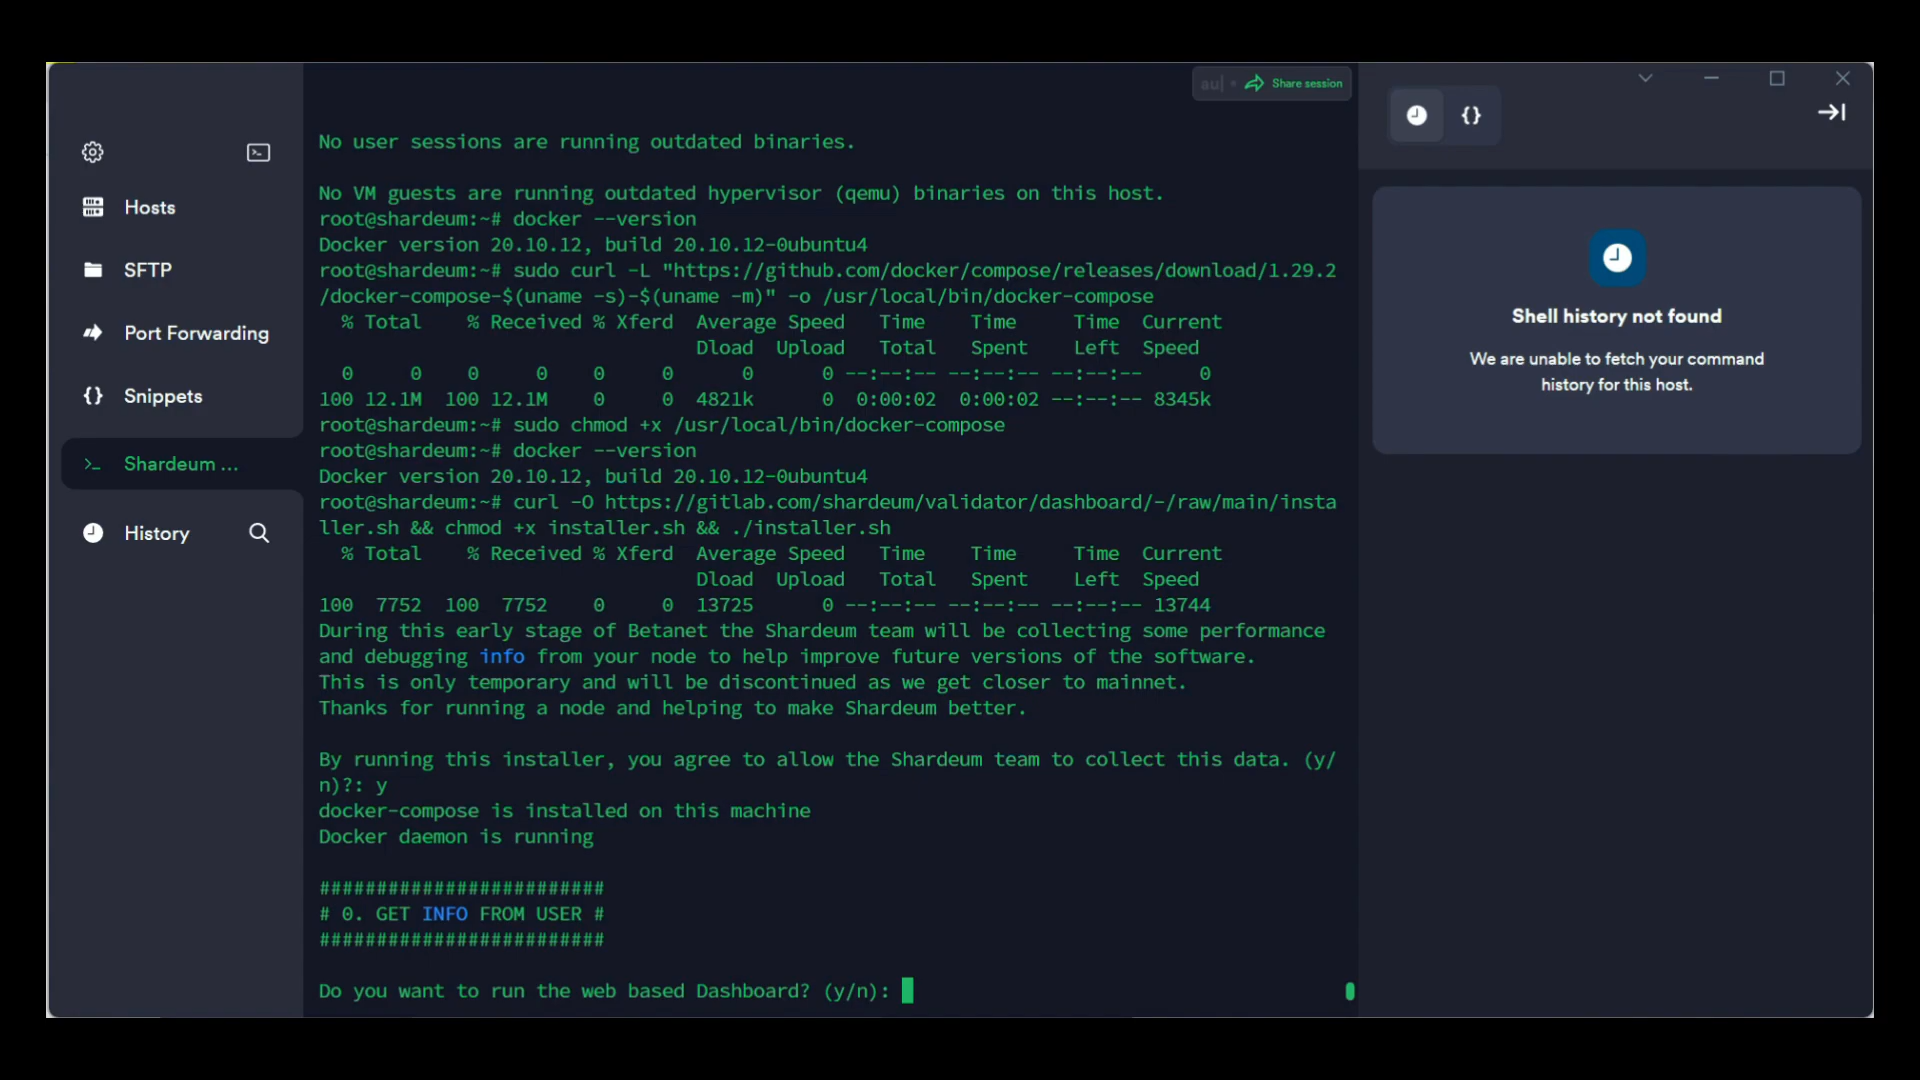 au| • Share session
Hosts
SFTP
Port Forwarding
{} Snippets
>_ Shardeum ...
History
No user sessions are running outdated binaries.
No VM guests are running outdated hypervisor (qemu) binaries on this host.
root@shardeum:~# docker --version
Docker version 20.10.12, build 20.10.12-0ubuntu4
root@shardeum:~# sudo curl -L "https://github.com/docker/compose/releases/download/1.29.2
/docker-compose-$(uname -s)-$(uname -m)" -o /usr/local/bin/docker-compose
% Total % Received % Xferd Average Speed Time Time Time Current
Dload Upload Total Spent Left Speed
0 0 0 0 0 0 0 0 --:--:-- --:--:-- --:--:-- 0
100 12.1M 100 12.1M 0 0 4821k 0 0:00:02 0:00:02 --:--:-- 8345k
root@shardeum:~# sudo chmod +x /usr/local/bin/docker-compose
root@shardeum:~# docker --version
Docker version 20.10.12, build 20.10.12-0ubuntu4
root@shardeum:~# curl -O https://gitlab.com/shardeum/validator/dashboard/-/raw/main/insta
ller.sh && chmod +x installer.sh && ./installer.sh
% Total % Received % Xferd Average Speed Time Time Time Current
Dload Upload Total Spent Left Speed
100 7752 100 7752 0 0 13725 0 --:--:-- --:--:-- --:--:-- 13744
During this early stage of Betanet the Shardeum team will be collecting some performance
and debugging info from your node to help improve future versions of the software.
This is only temporary and will be discontinued as we get closer to mainnet.
Thanks for running a node and helping to make Shardeum better.
By running this installer, you agree to allow the Shardeum team to collect this data. (y/
n)?: y
docker-compose is installed on this machine
Docker daemon is running
#########################
# 0. GET INFO FROM USER #
#########################
Do you want to run the web based Dashboard? (y/n):
{}
Shell history not found
We are unable to fetch your command
history for this host.